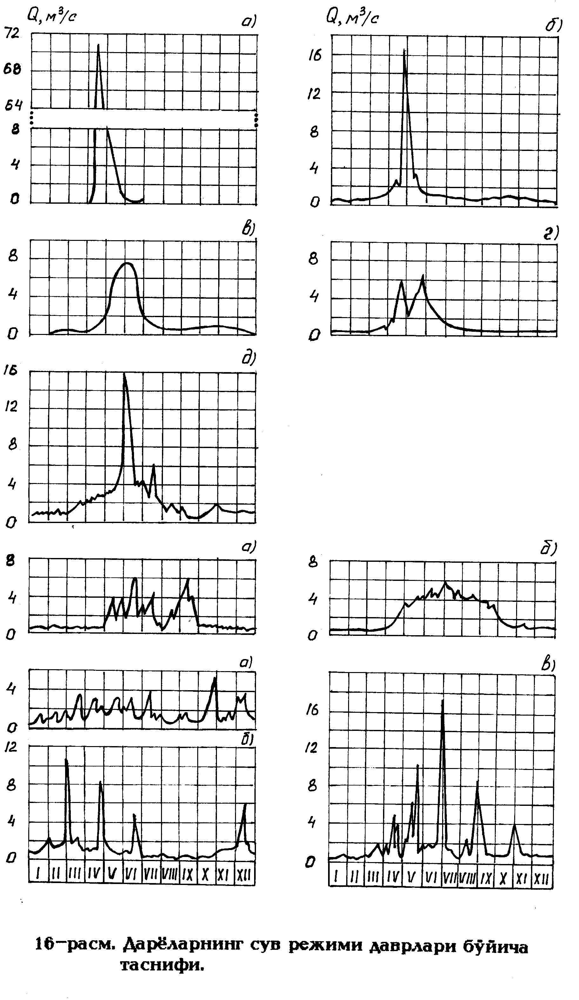 Q, м³/с
а)
72
68
64
8
4
0
Q, м³/с
б)
16
12
8
4
0
в)
8
4
0
г)
8
4
0
д)
16
12
8
4
0
а)
8
4
0
б)
8
4
0
а)
4
0
б)
12
8
4
0
I II III IV V VI VII VIII IX X XI XII
в)
16
12
8
4
0
I II III IV V VI VII VIII IX X XI XII
16—расм. Дарёларнинг сув режими даврлари бўйича
таснифи.